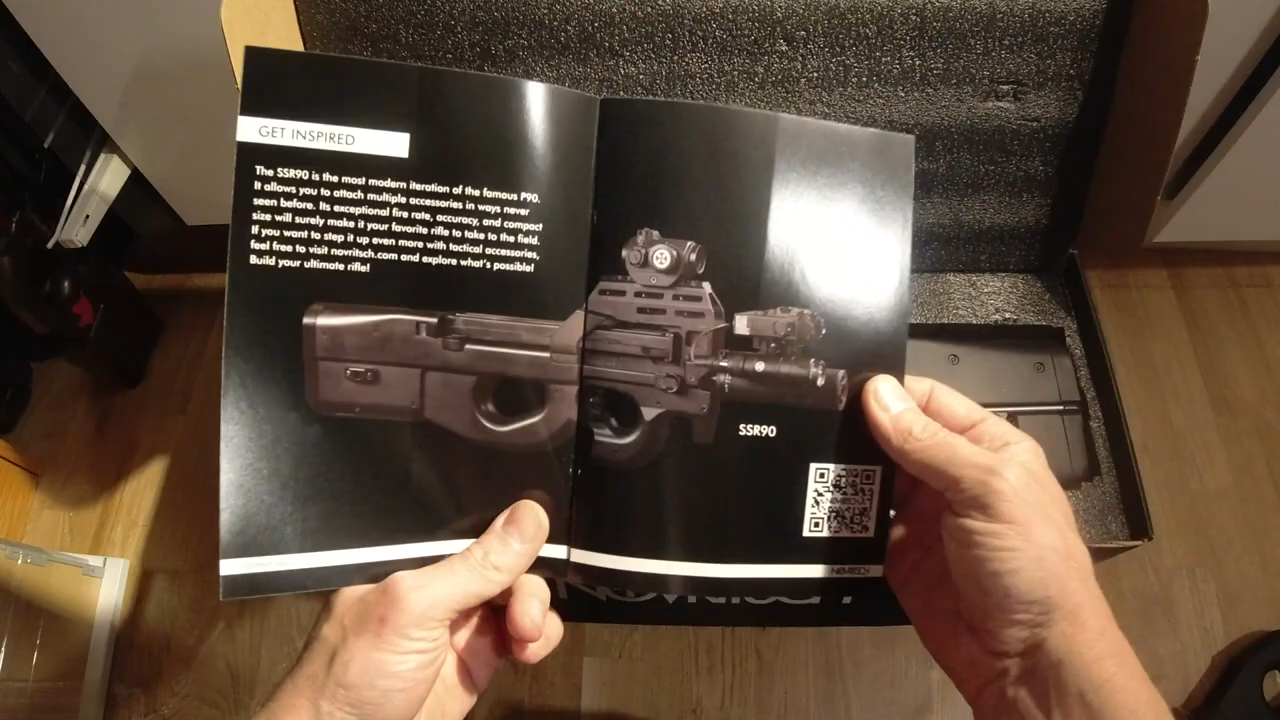 GET INSPIRED
The SSR90 is the most modern iteration of the famous P90.
It allows you to attach multiple accessories in ways never
seen before. Its exceptional fire rate, accuracy, and compact
size will surely make it your favorite rifle to take to the field.
If you want to step it up even more with tactical accessories,
feel free to visit novritsch.com and explore what's possible!
Build your ultimate rifle!
SSR90
NOVRITSCH
NOVRITSCH